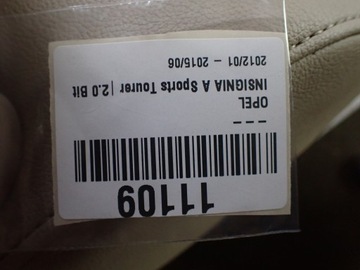 11109
– – –
OPEL
INSIGNIA A Sports Tourer | 2.0 Bit
2012/01 – 2015/06